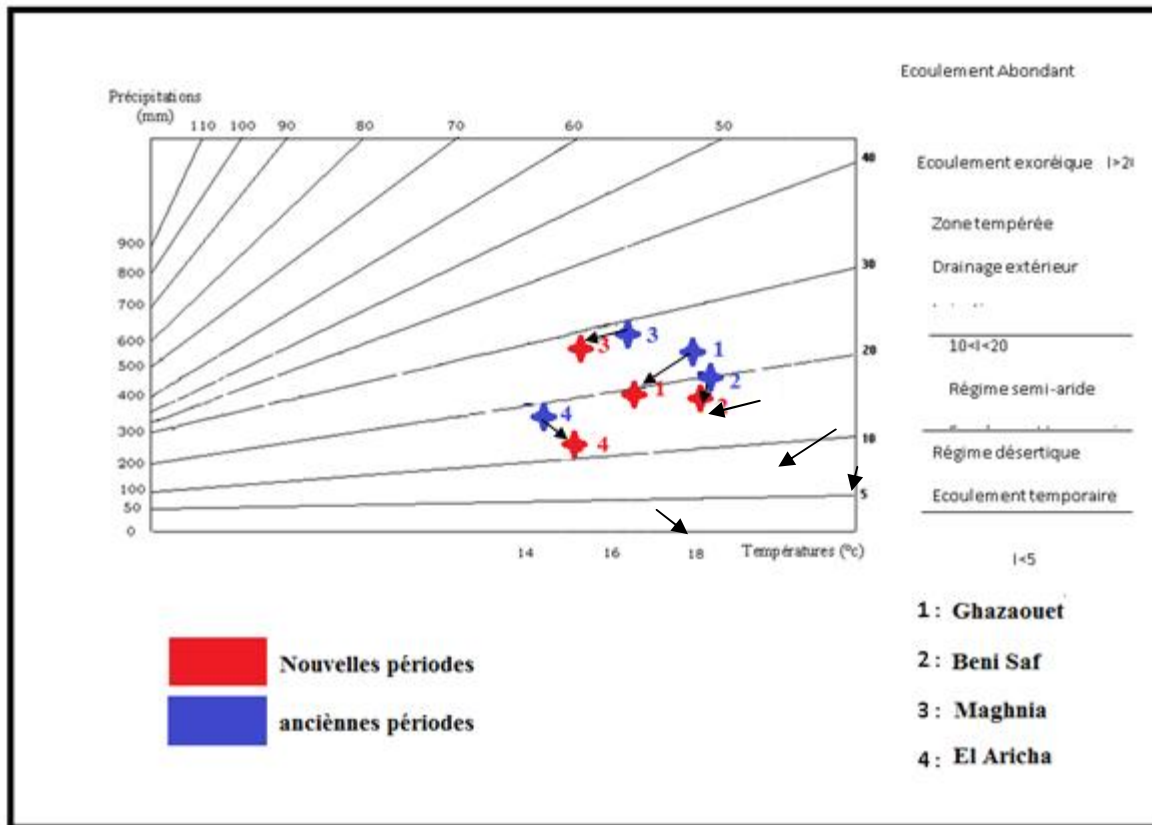 Ecoulement Abondant
Précipitations
(mm)
110 100 90 80 70 60 50
40
Ecoulement exoréique I>2
Zone tempérée
Drainage extérieur
30
900
800
700
600
500
400
300
200
100
50
0
3
3
1
2
1
4
4
20
10
5
10<I<20
Régime semi-aride
Régime désertique
Ecoulement temporaire
14 16 18 Températures (°c)
I<5
1 : Ghazaouet
2 : Beni Saf
3 : Maghnia
4 : El Aricha
Nouvelles périodes
anciènnes périodes